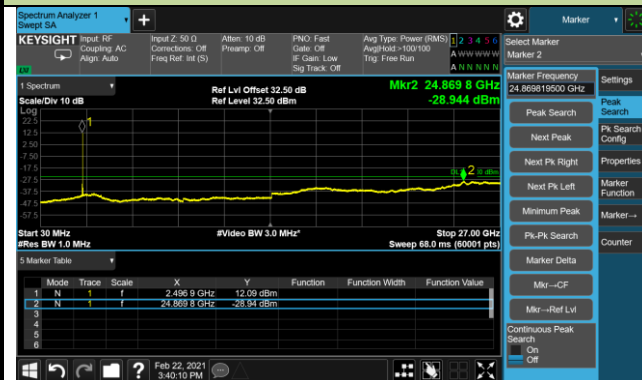 Spectrum Analyzer 1
Swept SA
Marker
KEYSIGHT
Input: RF
Coupling: AC
Align: Auto
Input Z: 50 Ω
Corrections: Off
Freq Ref: Int (S)
Atten: 10 dB
Preamp: Off
PNO: Fast
Gate: Off
IF Gain: Low
Sig Track: Off
Avg Type: Power (RMS)
Avg|Hold:>100/100
Trig: Free Run
1 2 3 4 5 6
A W W W W W
A N N N N N
Select Marker
Marker 2
Marker Frequency
24.869819500 GHz
Settings
Peak Search
Next Peak
Next Pk Right
Next Pk Left
Minimum Peak
Pk-Pk Search
Marker Delta
Mkr→CF
Mkr→Ref Lvl
Continuous Peak
Search
On
Off
Peak
Search
Pk Search
Config
Properties
Marker
Function
Marker→
Counter
1 Spectrum
Scale/Div 10 dB
Log
Ref Lvl Offset 32.50 dB
Ref Level 32.50 dBm
Mkr2 24.869 8 GHz
-28.944 dBm
22.5
12.5
2.50
-7.50
-17.5
-27.5
-37.5
-47.5
-57.5
1
2
Start 30 MHz
#Res BW 1.0 MHz
#Video BW 3.0 MHz*
Stop 27.00 GHz
Sweep 68.0 ms (60001 pts)
5 Marker Table
Mode Trace Scale X Y Function Function Width Function Value
1 N 1 f 2.496 9 GHz 12.09 dBm
2 N 1 f 24.869 8 GHz -28.94 dBm
3
4
5
6
Feb 22, 2021
3:40:10 PM